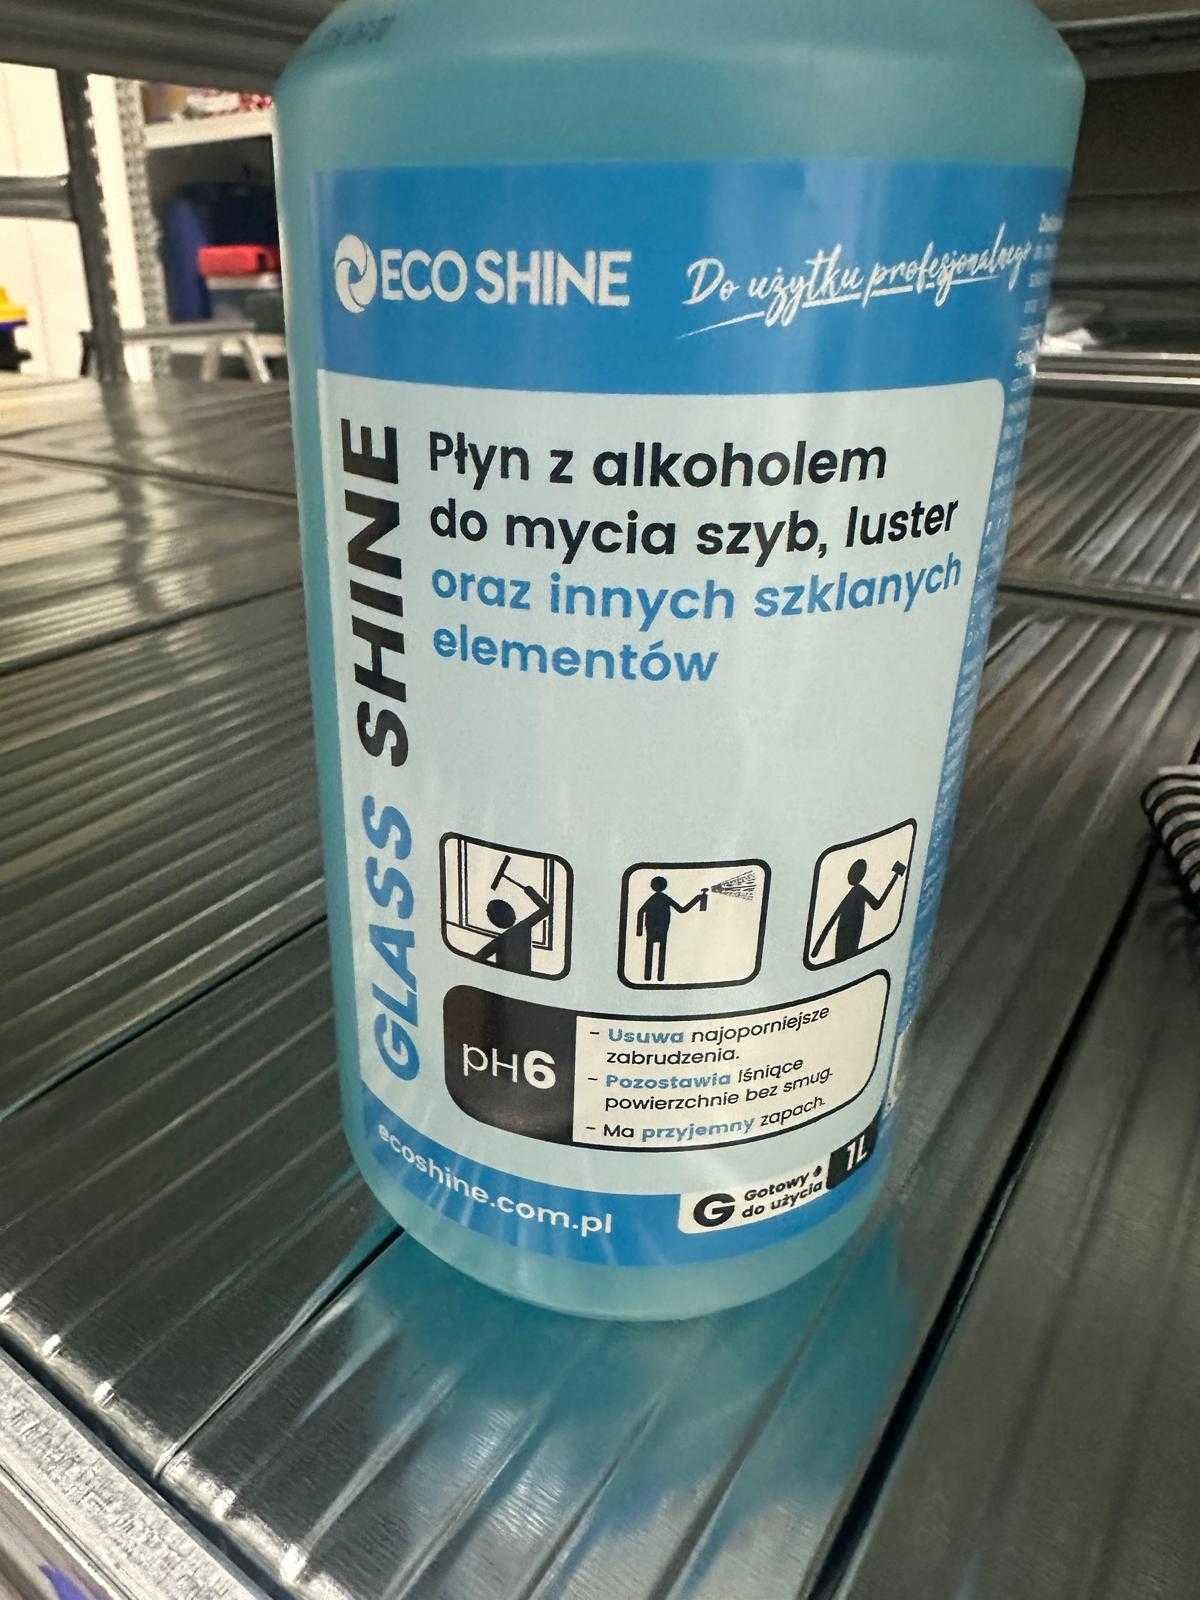 ECO SHINE
Do użytku profesjonalnego
GLASS SHINE
Płyn z alkoholem
do mycia szyb, luster
oraz innych szklanych
elementów
pH6
- Usuwa najoporniejsze
zabrudzenia.
- Pozostawia lśniące
powierzchnie bez smug.
- Ma przyjemny zapach.
ecoshine.com.pl
G Gotowy
do użycia
1L